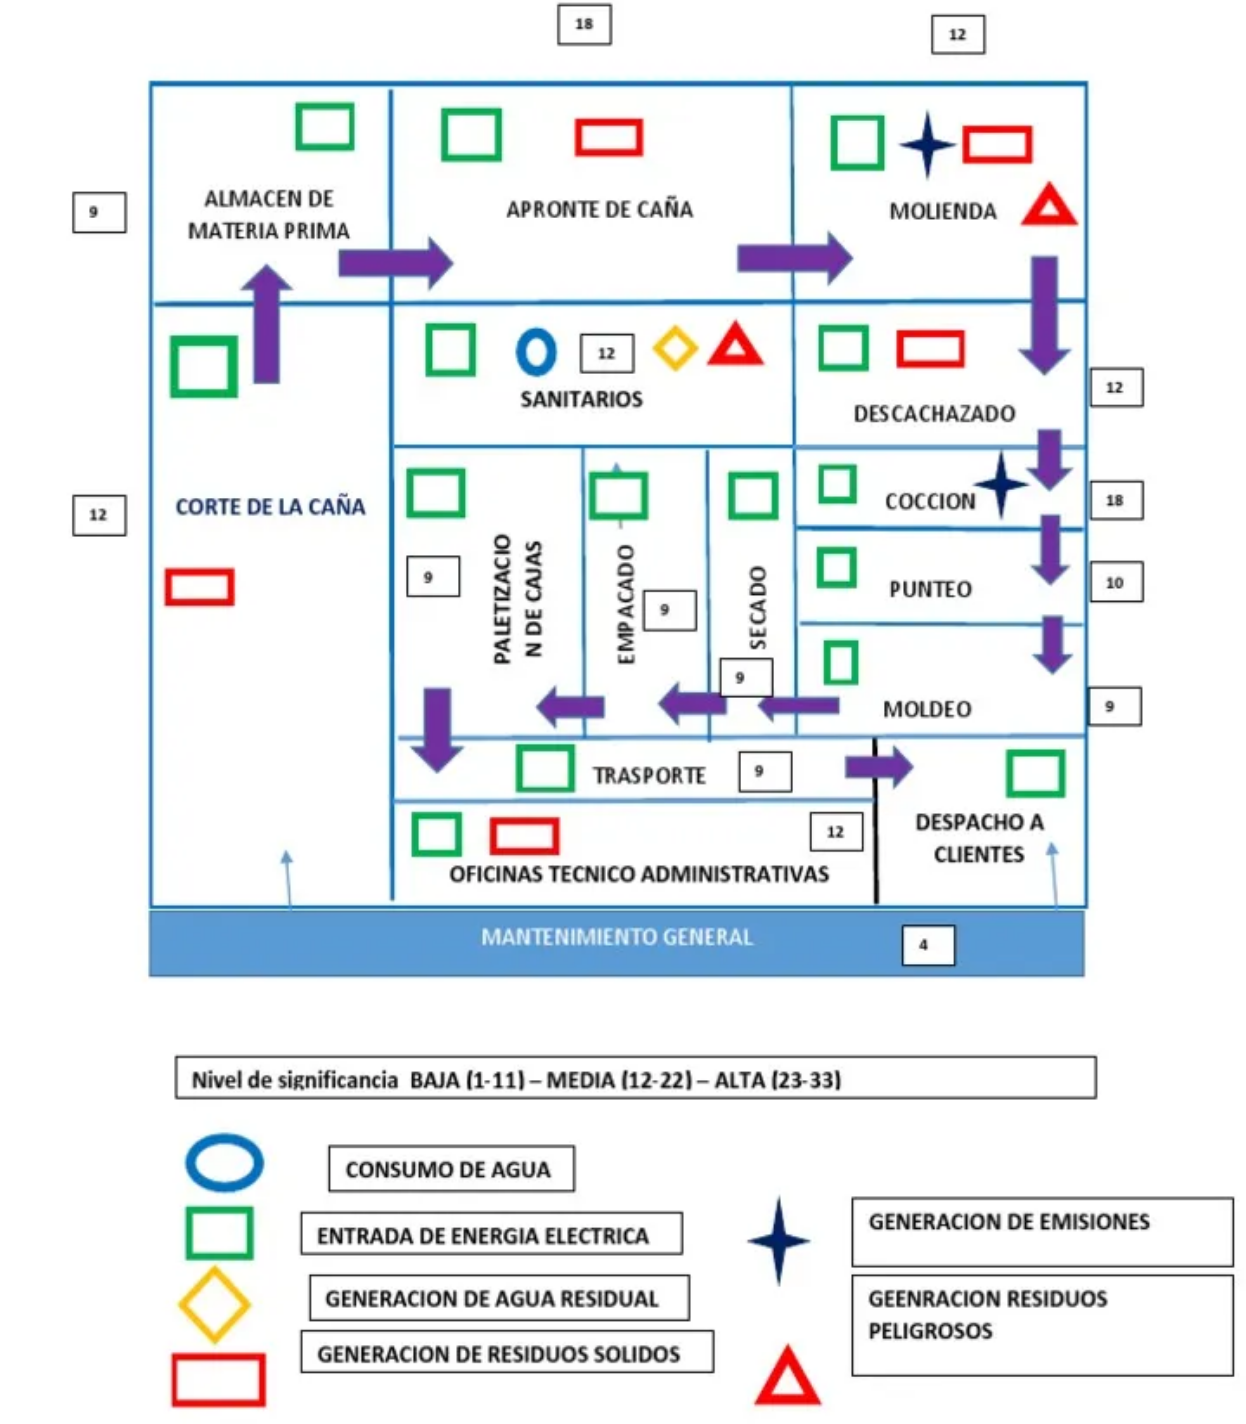 18
12
ALMACEN DE
MATERIA PRIMA
APRONTE DE CAÑA
MOLIENDA
9
12
SANITARIOS
DESCACHAZADO
12
CORTE DE LA CAÑA
12
COCCION
18
PALETIZACIO
N DE CAJAS
9
EMPACADO
9
SECADO
9
PUNTEO
10
MOLDEO
9
TRASPORTE
9
DESPACHO A
CLIENTES
12
OFICINAS TECNICO ADMINISTRATIVAS
MANTENIMIENTO GENERAL
4
Nivel de significancia BAJA (1-11) – MEDIA (12-22) – ALTA (23-33)
CONSUMO DE AGUA
ENTRADA DE ENERGIA ELECTRICA
GENERACION DE AGUA RESIDUAL
GENERACION DE RESIDUOS SOLIDOS
GENERACION DE EMISIONES
GEENRACION RESIDUOS
PELIGROSOS